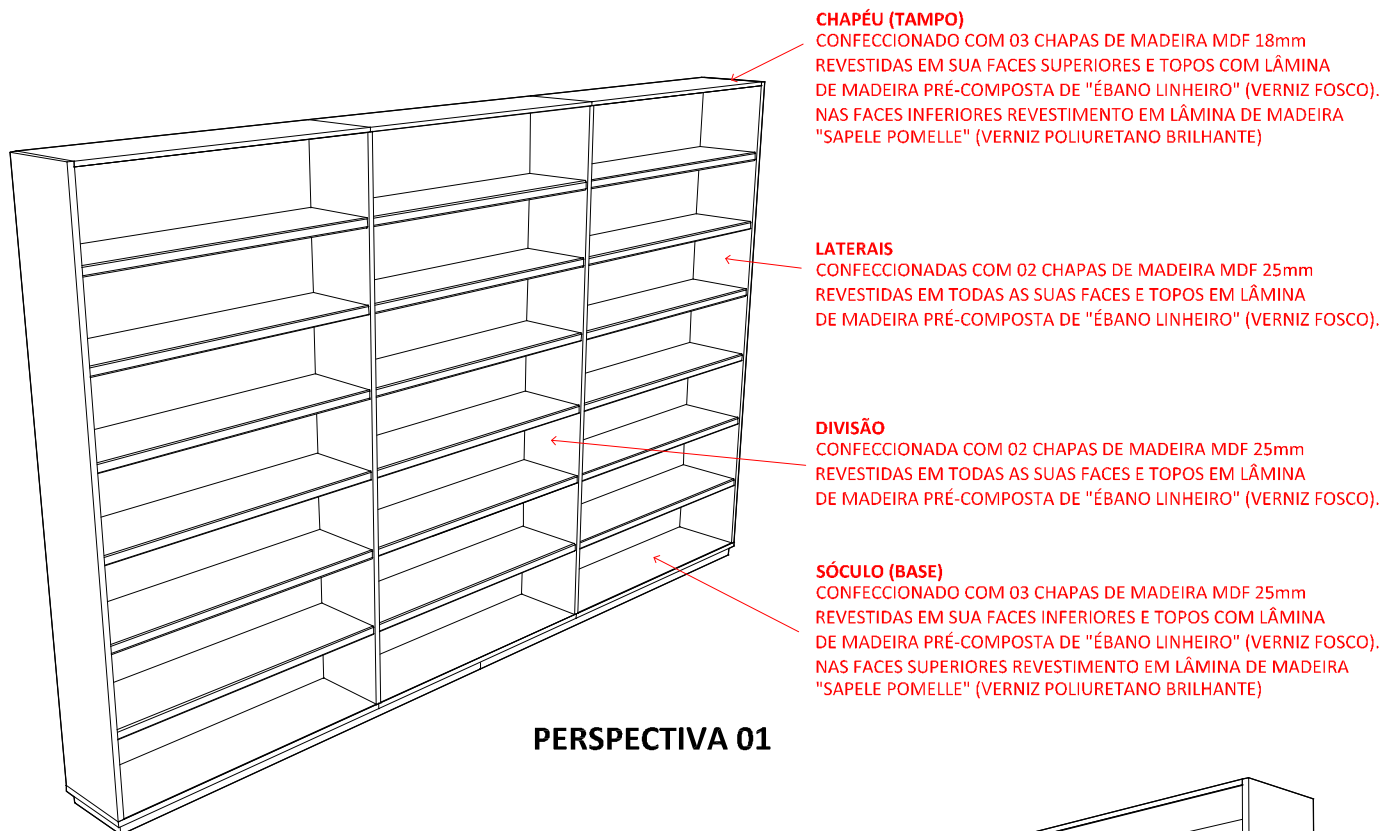 CHAPÉU (TAMPO)
CONFECCIONADO COM 03 CHAPAS DE MADEIRA MDF 18mm
REVESTIDAS EM SUA FACES SUPERIORES E TOPOS COM LÂMINA
DE MADEIRA PRÉ-COMPOSTA DE "ÉBANO LINHEIRO" (VERNIZ FOSCO).
NAS FACES INFERIORES REVESTIMENTO EM LÂMINA DE MADEIRA
"SAPELE POMELLE" (VERNIZ POLIURETANO BRILHANTE)
LATERAIS
CONFECCIONADAS COM 02 CHAPAS DE MADEIRA MDF 25mm
REVESTIDAS EM TODAS AS SUAS FACES E TOPOS EM LÂMINA
DE MADEIRA PRÉ-COMPOSTA DE "ÉBANO LINHEIRO" (VERNIZ FOSCO).
DIVISÃO
CONFECCIONADA COM 02 CHAPAS DE MADEIRA MDF 25mm
REVESTIDAS EM TODAS AS SUAS FACES E TOPOS EM LÂMINA
DE MADEIRA PRÉ-COMPOSTA DE "ÉBANO LINHEIRO" (VERNIZ FOSCO).
SÓCULO (BASE)
CONFECCIONADO COM 03 CHAPAS DE MADEIRA MDF 25mm
REVESTIDAS EM SUA FACES INFERIORES E TOPOS COM LÂMINA
DE MADEIRA PRÉ-COMPOSTA DE "ÉBANO LINHEIRO" (VERNIZ FOSCO).
NAS FACES SUPERIORES REVESTIMENTO EM LÂMINA DE MADEIRA
"SAPELE POMELLE" (VERNIZ POLIURETANO BRILHANTE)
PERSPECTIVA 01